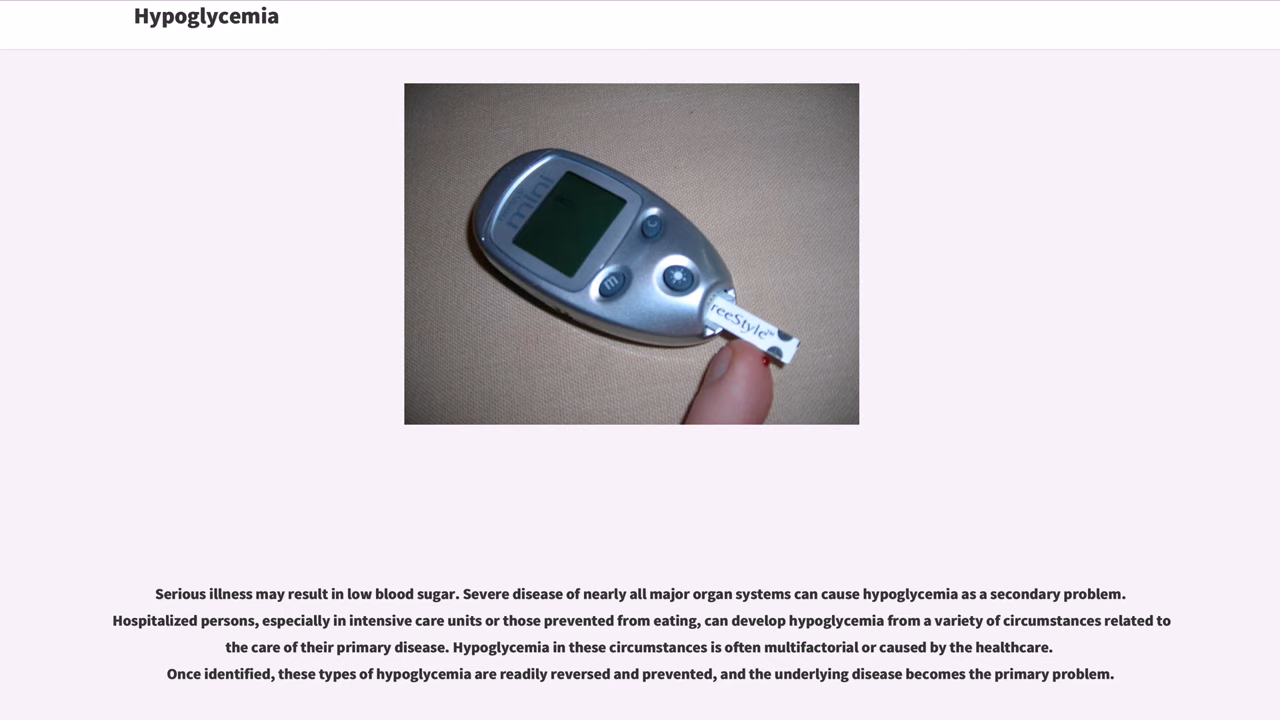 Hypoglycemia
mini
m
reeStyle
Serious illness may result in low blood sugar. Severe disease of nearly all major organ systems can cause hypoglycemia as a secondary problem.
Hospitalized persons, especially in intensive care units or those prevented from eating, can develop hypoglycemia from a variety of circumstances related to
the care of their primary disease. Hypoglycemia in these circumstances is often multifactorial or caused by the healthcare.
Once identified, these types of hypoglycemia are readily reversed and prevented, and the underlying disease becomes the primary problem.